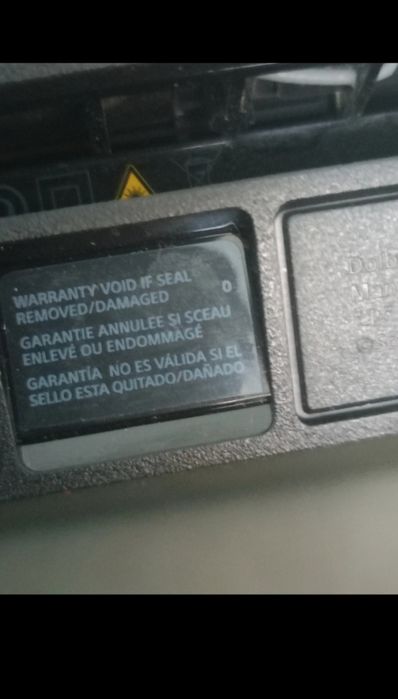 WARRANTY VOID IF SEAL
REMOVED/DAMAGED 0
GARANTIE ANNULEE SI SCEAU
ENLEVÉ OU ENDOMMAGÉ
GARANTÍA NO ES VÁLIDA SI EL
SELLO ESTA QUITADO/DAÑADO